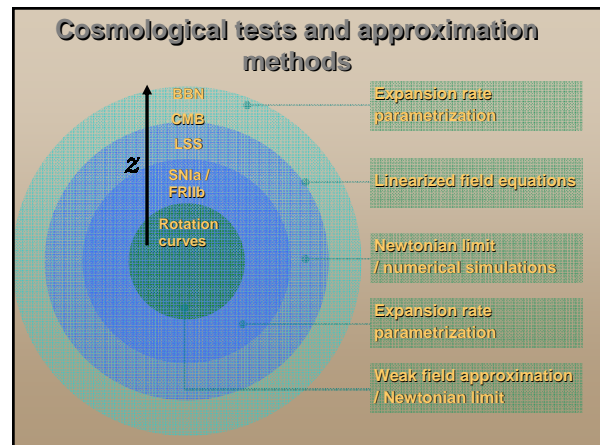 Cosmological tests and approximation
methods
BBN
CMB
LSS
z
SNIa /
FRIIb
Rotation
curves
Expansion rate
parametrization
Linearized field equations
Newtonian limit
/ numerical simulations
Expansion rate
parametrization
Weak field approximation
/ Newtonian limit